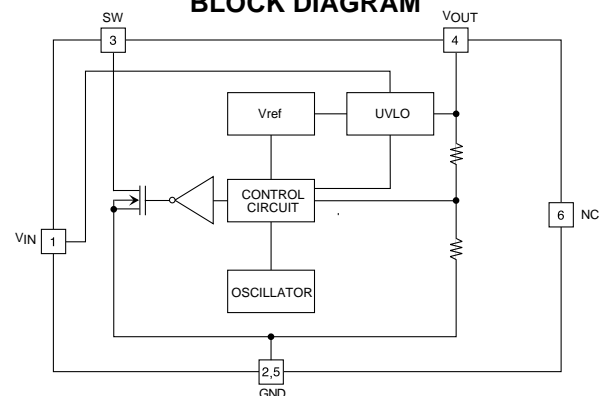 BLOCK DIAGRAM
SW
VOUT
3
4
Vref
UVLO
CONTROL
CIRCUIT
VIN
1
6
NC
OSCILLATOR
2,5
GND